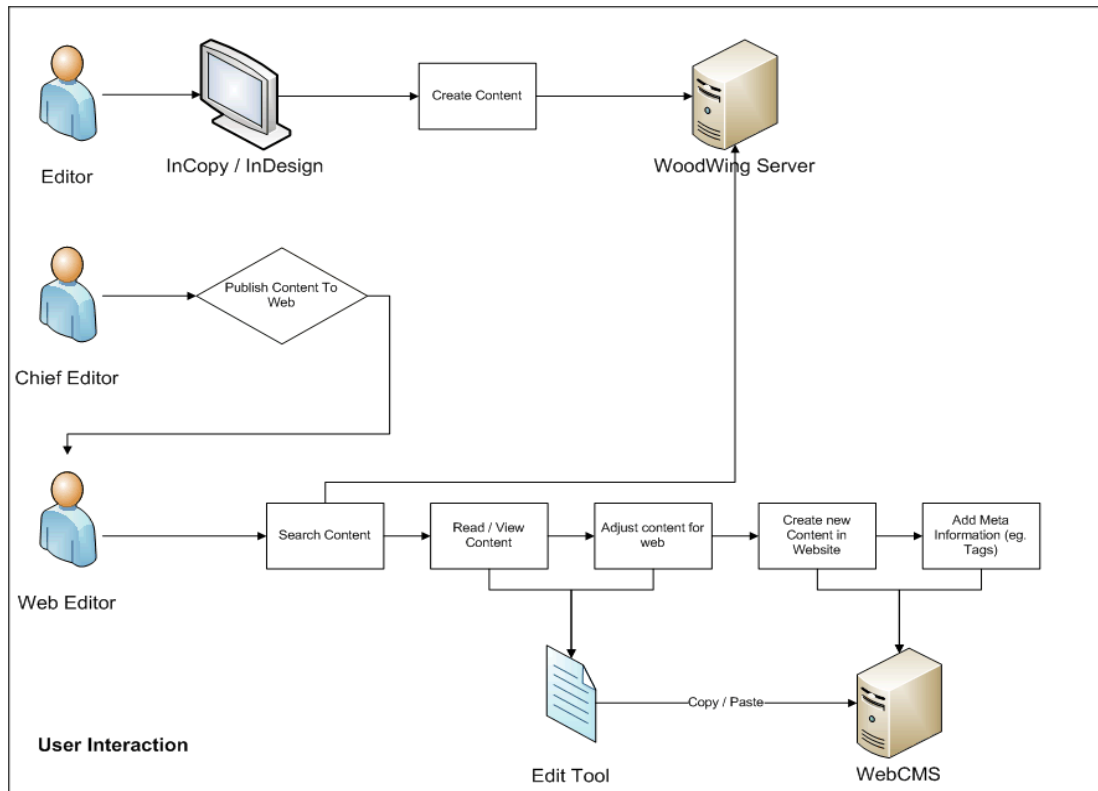 Create Content
Editor
InCopy / InDesign
WoodWing Server
Publish Content To
Web
Chief Editor
Search Content
Read / View
Content
Adjust content for
web
Create new
Content in
Website
Add Meta
Information (eg.
Tags)
Web Editor
Copy / Paste
User Interaction
Edit Tool
WebCMS